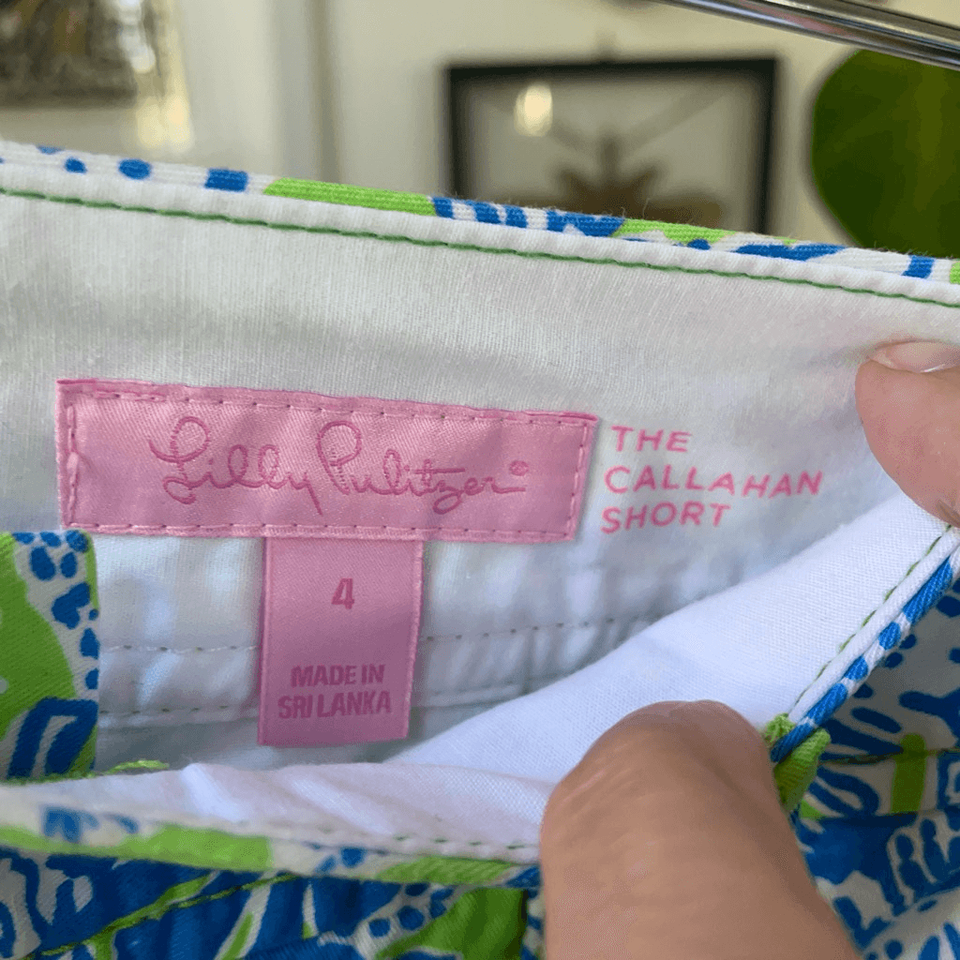 Lilly Pulitzer®
THE
CALLAHAN
SHORT
4
MADE IN
SRI LANKA